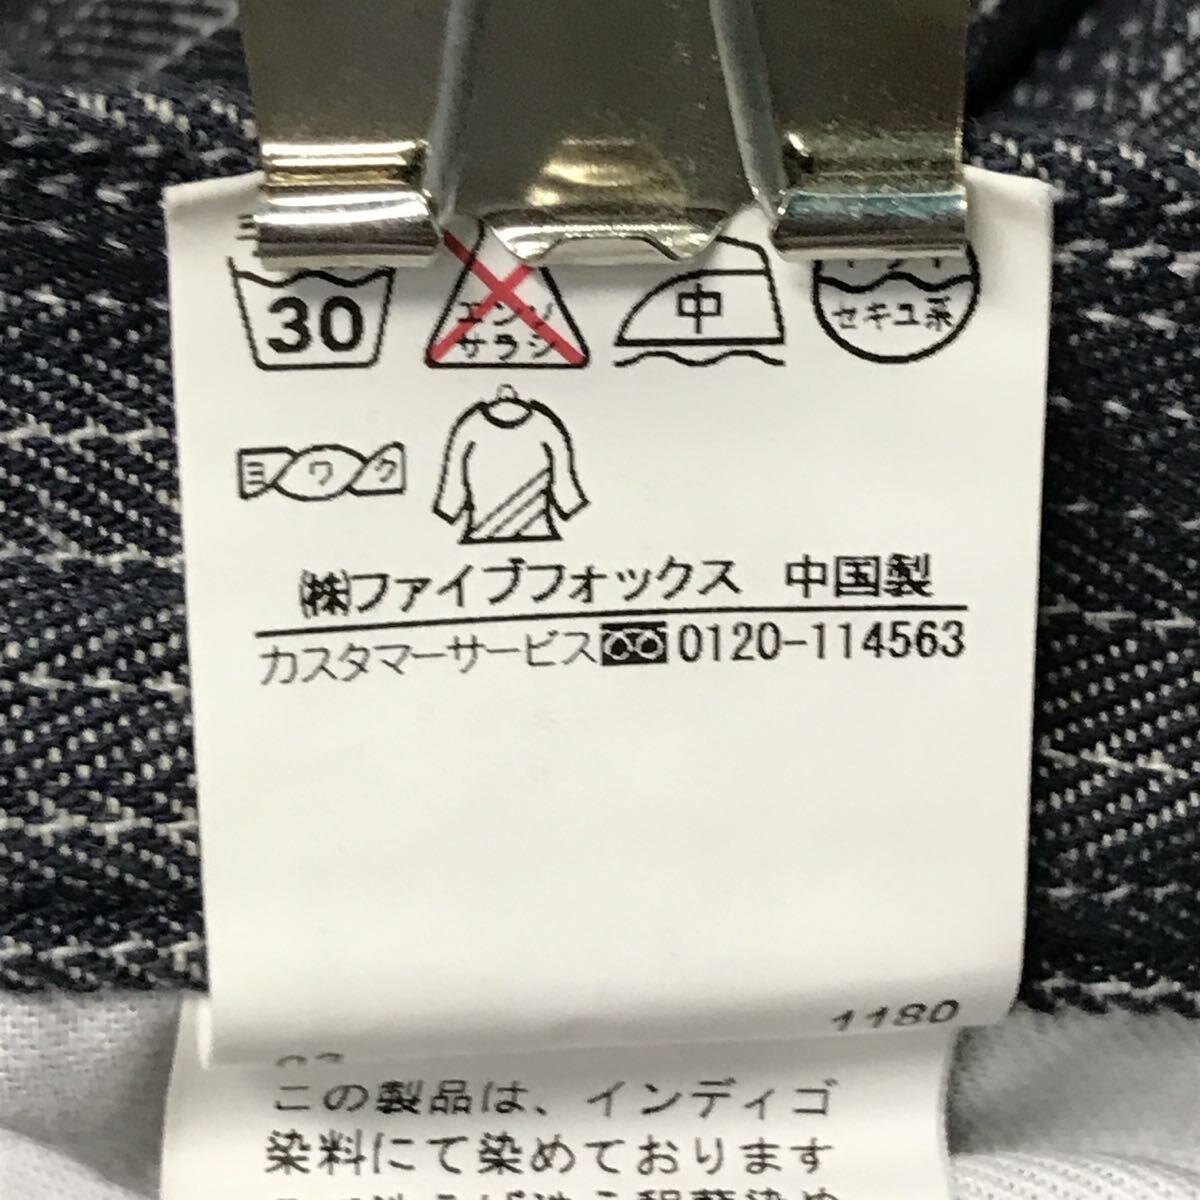 30
エンソ
サラシ
中
セキユ系
ヨワク
(株)ファイブフォックス 中国製
カスタマーサービス 0120-114563
1180
この製品は、インディゴ
染料にて染めております